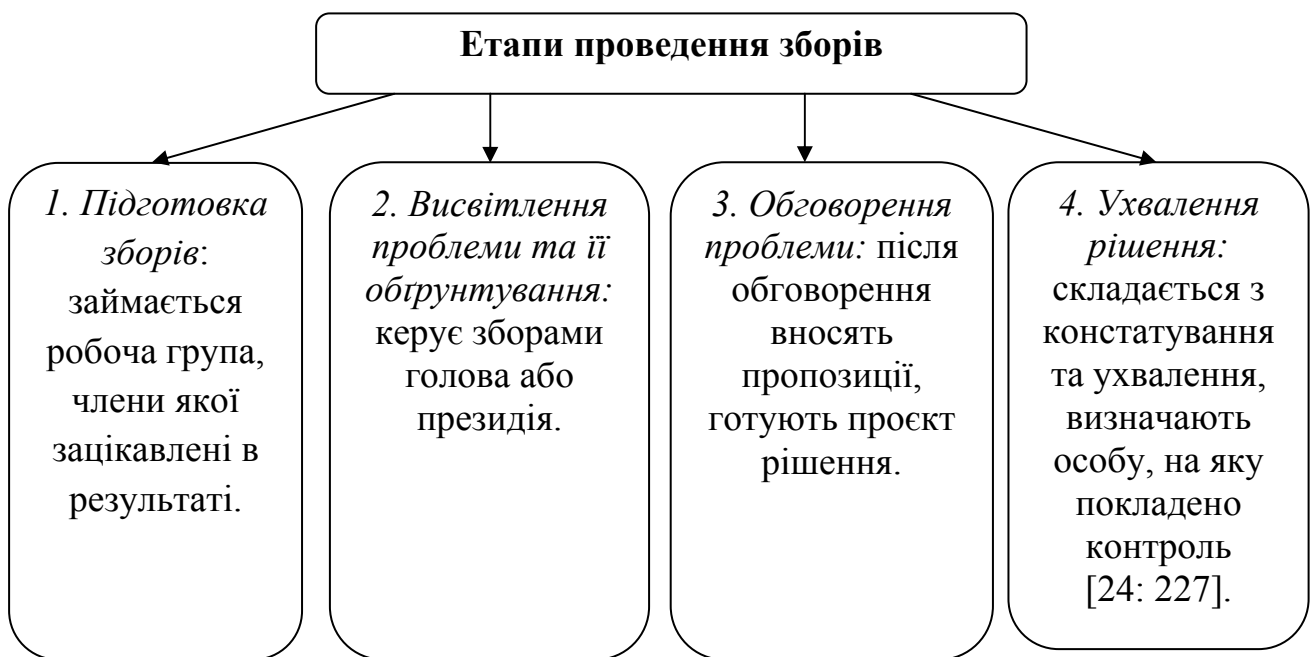 Етапи проведення зборів
1. Підготовка
зборів:
займається
робоча група,
члени якої
зацікавлені в
результаті.
2. Висвітлення
проблеми та її
обґрунтування:
керує зборами
голова або
президія.
3. Обговорення
проблеми: після
обговорення
вносять
пропозиції,
готують проєкт
рішення.
4. Ухвалення
рішення:
складається з
констатування
та ухвалення,
визначають
особу, на яку
покладено
контроль
[24: 227].